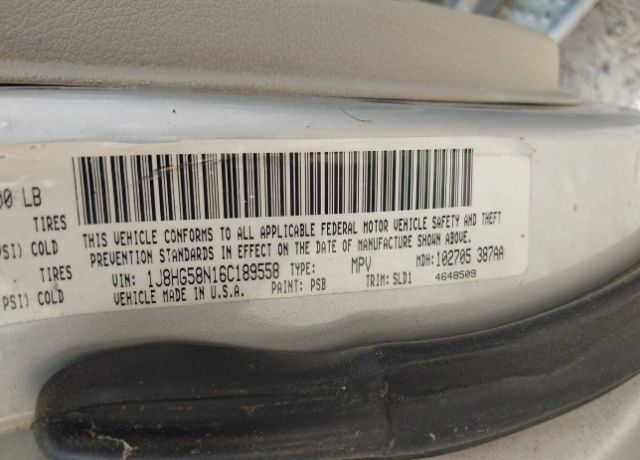 00 LB
TIRES
PSI) COLD
TIRES
PSI) COLD
THIS VEHICLE CONFORMS TO ALL APPLICABLE FEDERAL MOTOR VEHICLE SAFETY AND THEFT
PREVENTION STANDARDS IN EFFECT ON THE DATE OF MANUFACTURE SHOWN ABOVE.
VIN: 1J8HG58N16C189558 TYPE: MPV MDH: 102705 387AA
VEHICLE MADE IN U.S.A. PAINT: PSB TRIM: SLD1 4648509